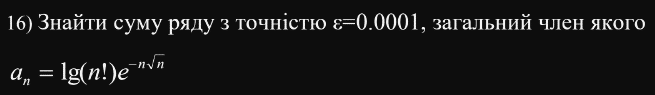 16) Знайти суму ряду з точністю ε=0.0001, загальний член якого
aₙ = lg(n!)e^{-n√n}